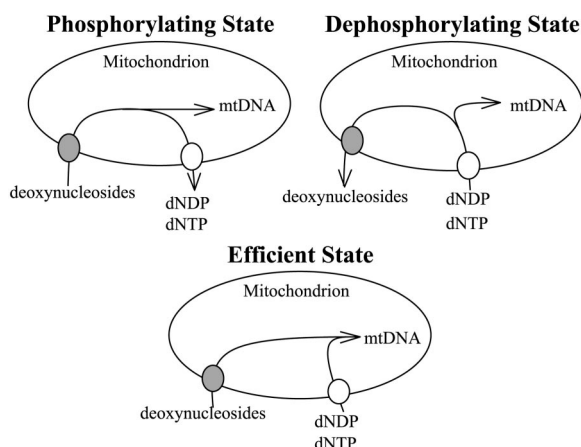 Phosphorylating State
Mitochondrion
mtDNA
deoxynucleosides
dNDP
dNTP
Dephosphorylating State
Mitochondrion
mtDNA
deoxynucleosides
dNDP
dNTP
Efficient State
Mitochondrion
mtDNA
deoxynucleosides
dNDP
dNTP